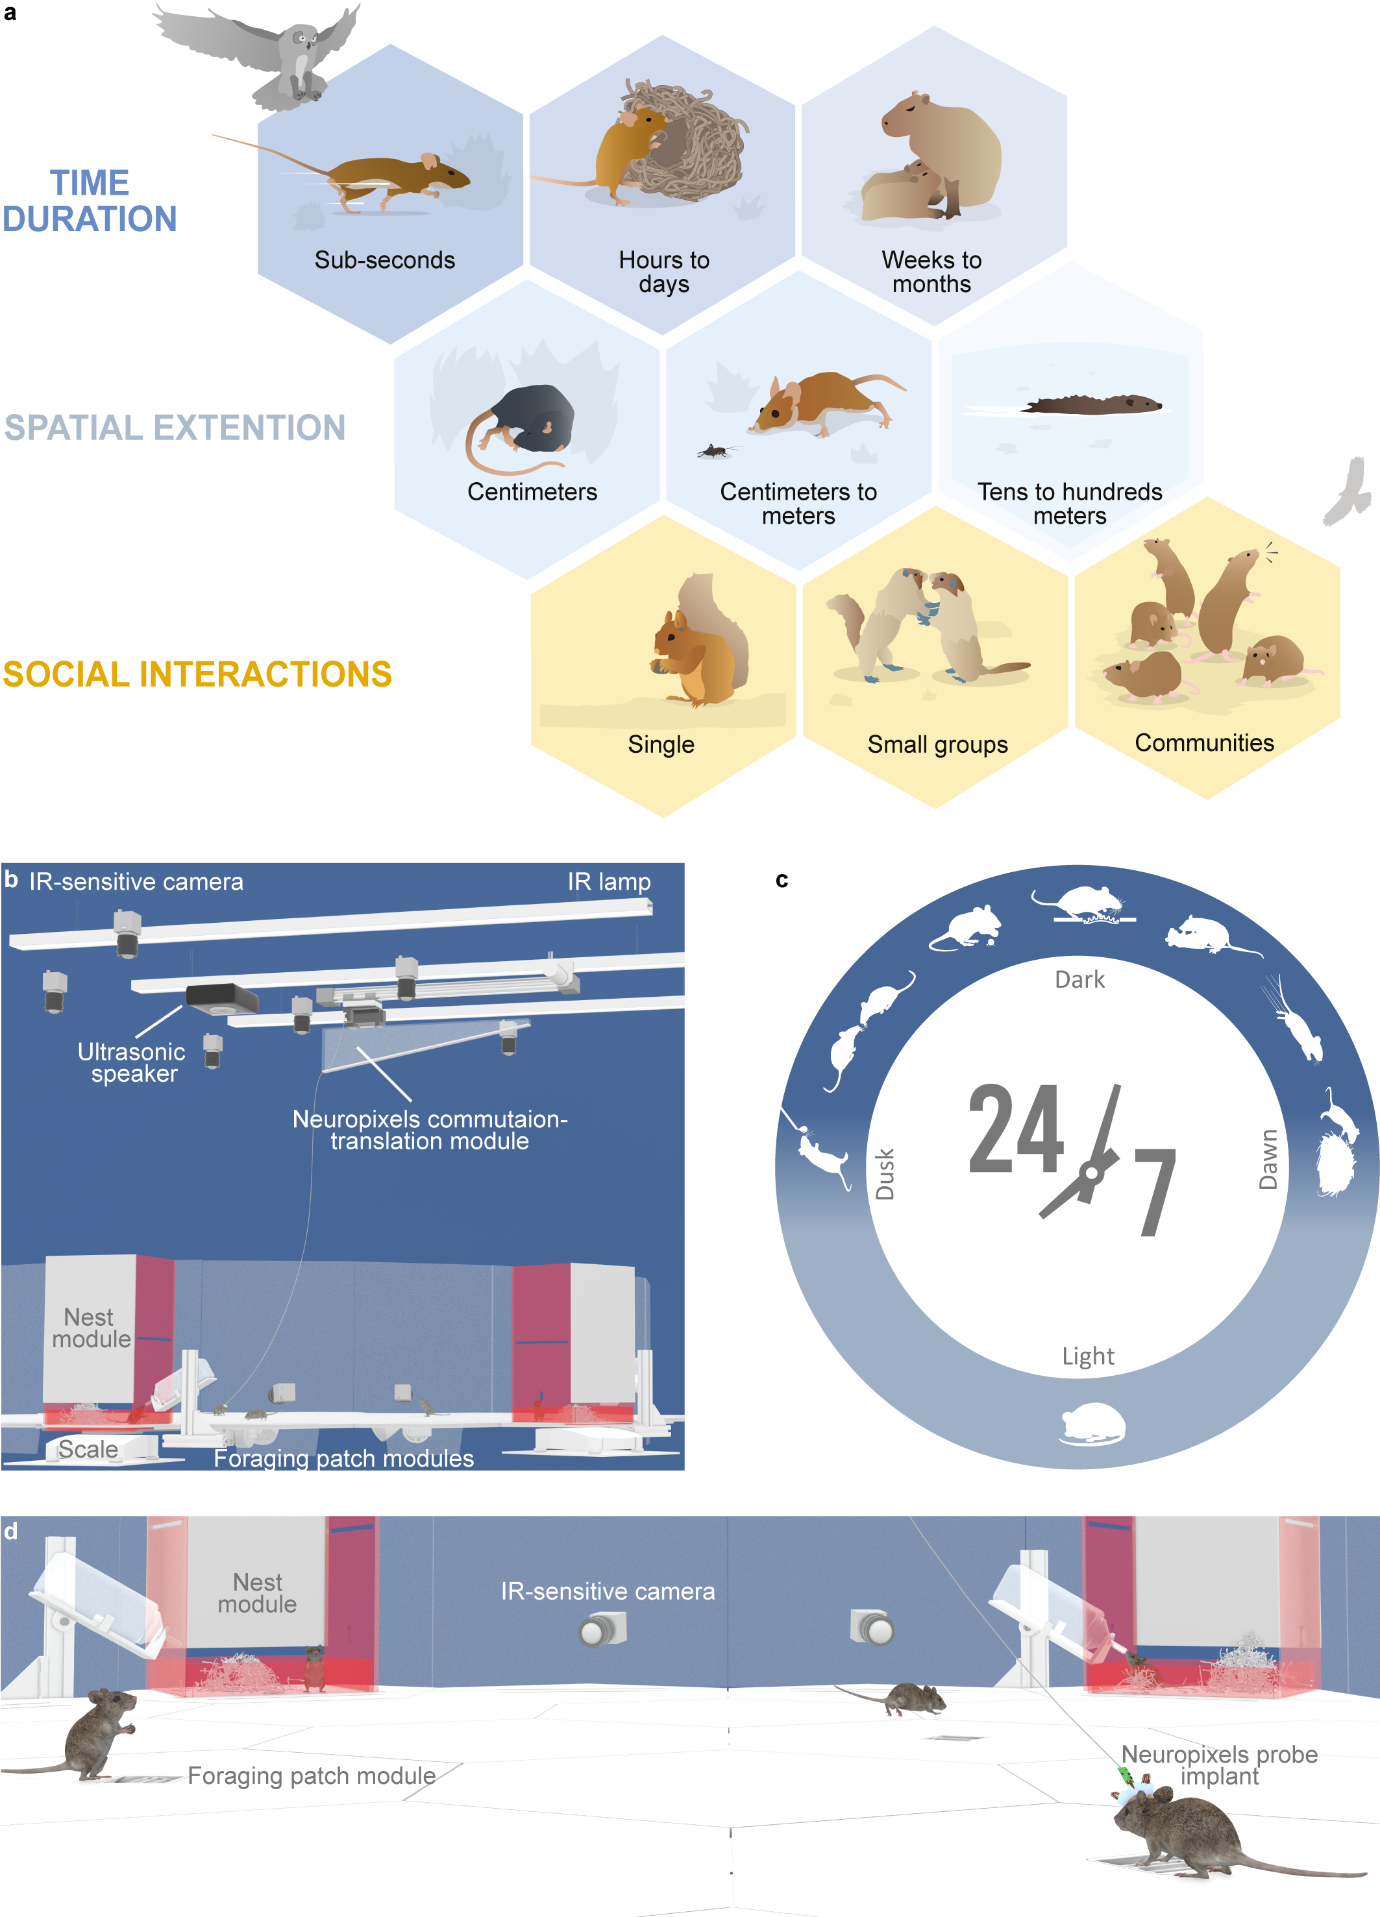 a
TIME
DURATION
Sub-seconds
Hours to
days
Weeks to
months
SPATIAL EXTENTION
Centimeters
Centimeters to
meters
Tens to hundreds
meters
SOCIAL INTERACTIONS
Single
Small groups
Communities
b
IR-sensitive camera
IR lamp
Ultrasonic
speaker
Neuropixels commutaion-
translation module
Nest
module
Scale
Foraging patch modules
c
Dark
Dusk
24
7
Dawn
Light
d
Nest
module
IR-sensitive camera
Foraging patch module
Neuropixels probe
implant